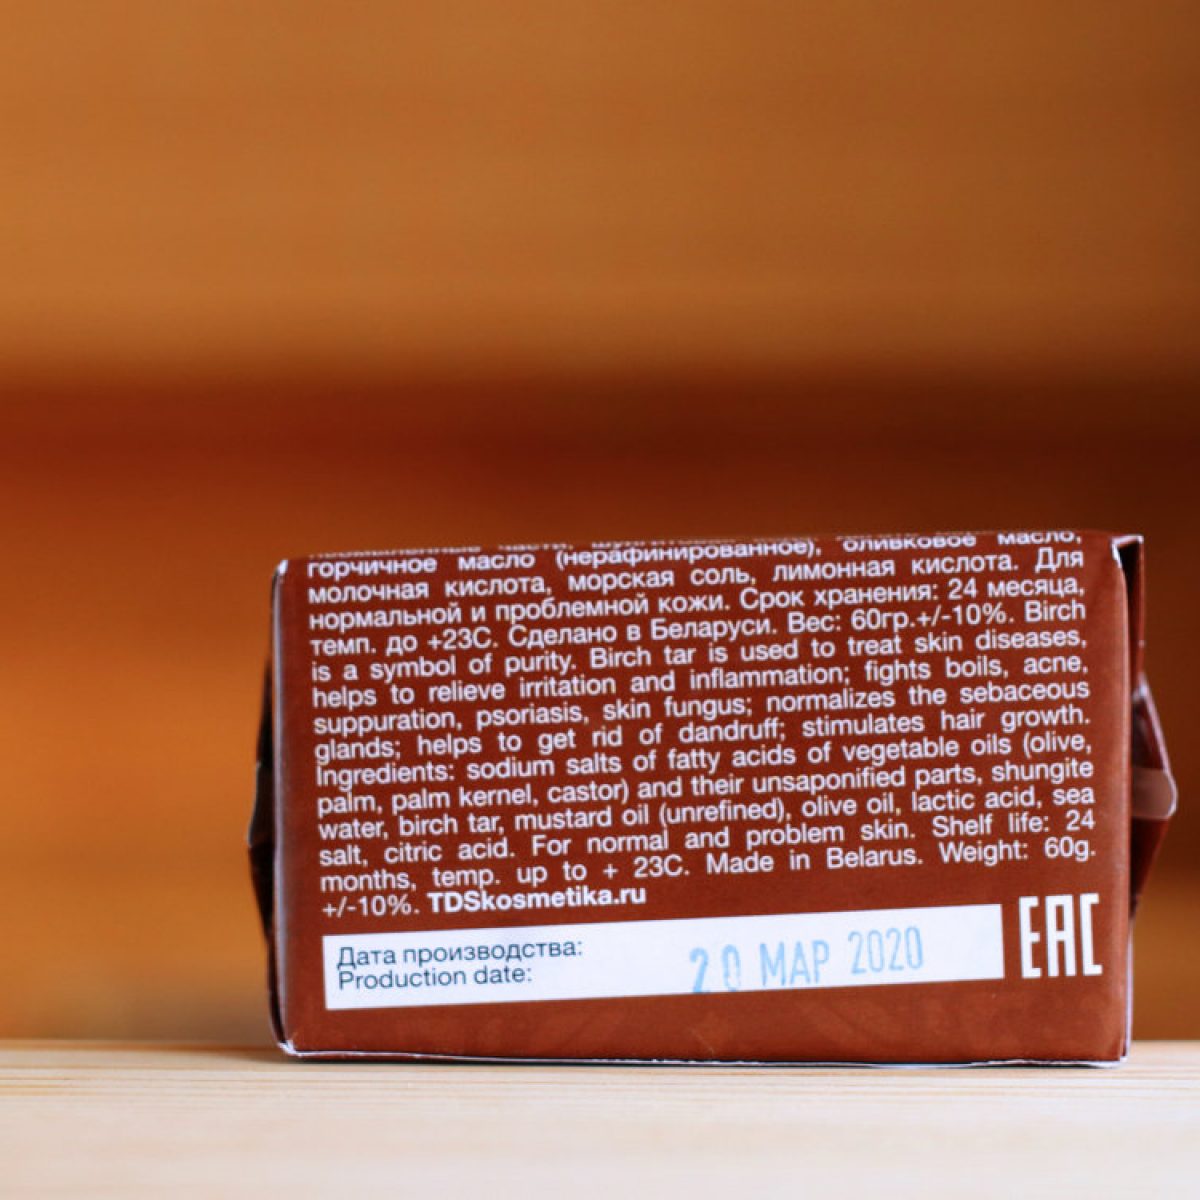 горчичное масло (нерафинированное), оливковое масло,
молочная кислота, морская соль, лимонная кислота. Для
нормальной и проблемной кожи. Срок хранения: 24 месяца,
темп. до +23С. Сделано в Беларуси. Вес: 60гр.+/-10%. Birch
is a symbol of purity. Birch tar is used to treat skin diseases,
helps to relieve irritation and inflammation; fights boils, acne,
suppuration, psoriasis, skin fungus; normalizes the sebaceous
glands; helps to get rid of dandruff; stimulates hair growth.
Ingredients: sodium salts of fatty acids of vegetable oils (olive,
palm, palm kernel, castor) and their unsaponified parts, shungite
water, birch tar, mustard oil (unrefined), olive oil, lactic acid, sea
salt, citric acid. For normal and problem skin. Shelf life: 24
months, temp. up to + 23C. Made in Belarus. Weight: 60g.
+/-10%. TDSkosmetika.ru
Дата производства:
Production date:
20 МАР 2020
EAC